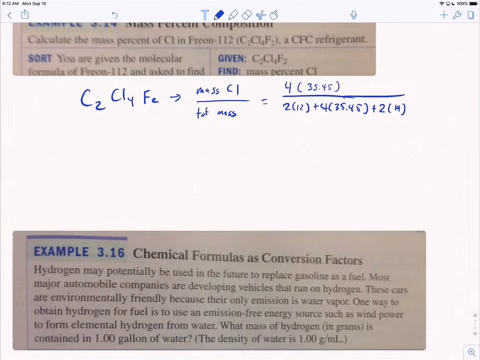 9:12 AM Mon Sep 16
EXAMPLE 3.14 Mass Percent Composition
Calculate the mass percent of Cl in Freon-112 (C2Cl4F2), a CFC refrigerant.
SORT You are given the molecular
formula of Freon-112 and asked to find
GIVEN: C2Cl4F2
FIND: mass percent Cl
C2 Cl4 F2 → mass Cl / tot mass = 4(35.45) / 2(12)+4(35.45)+2(19)
EXAMPLE 3.16 Chemical Formulas as Conversion Factors
Hydrogen may potentially be used in the future to replace gasoline as a fuel. Most
major automobile companies are developing vehicles that run on hydrogen. These cars
are environmentally friendly because their only emission is water vapor. One way to
obtain hydrogen for fuel is to use an emission-free energy source such as wind power
to form elemental hydrogen from water. What mass of hydrogen (in grams) is
contained in 1.00 gallon of water? (The density of water is 1.00 g/mL.)